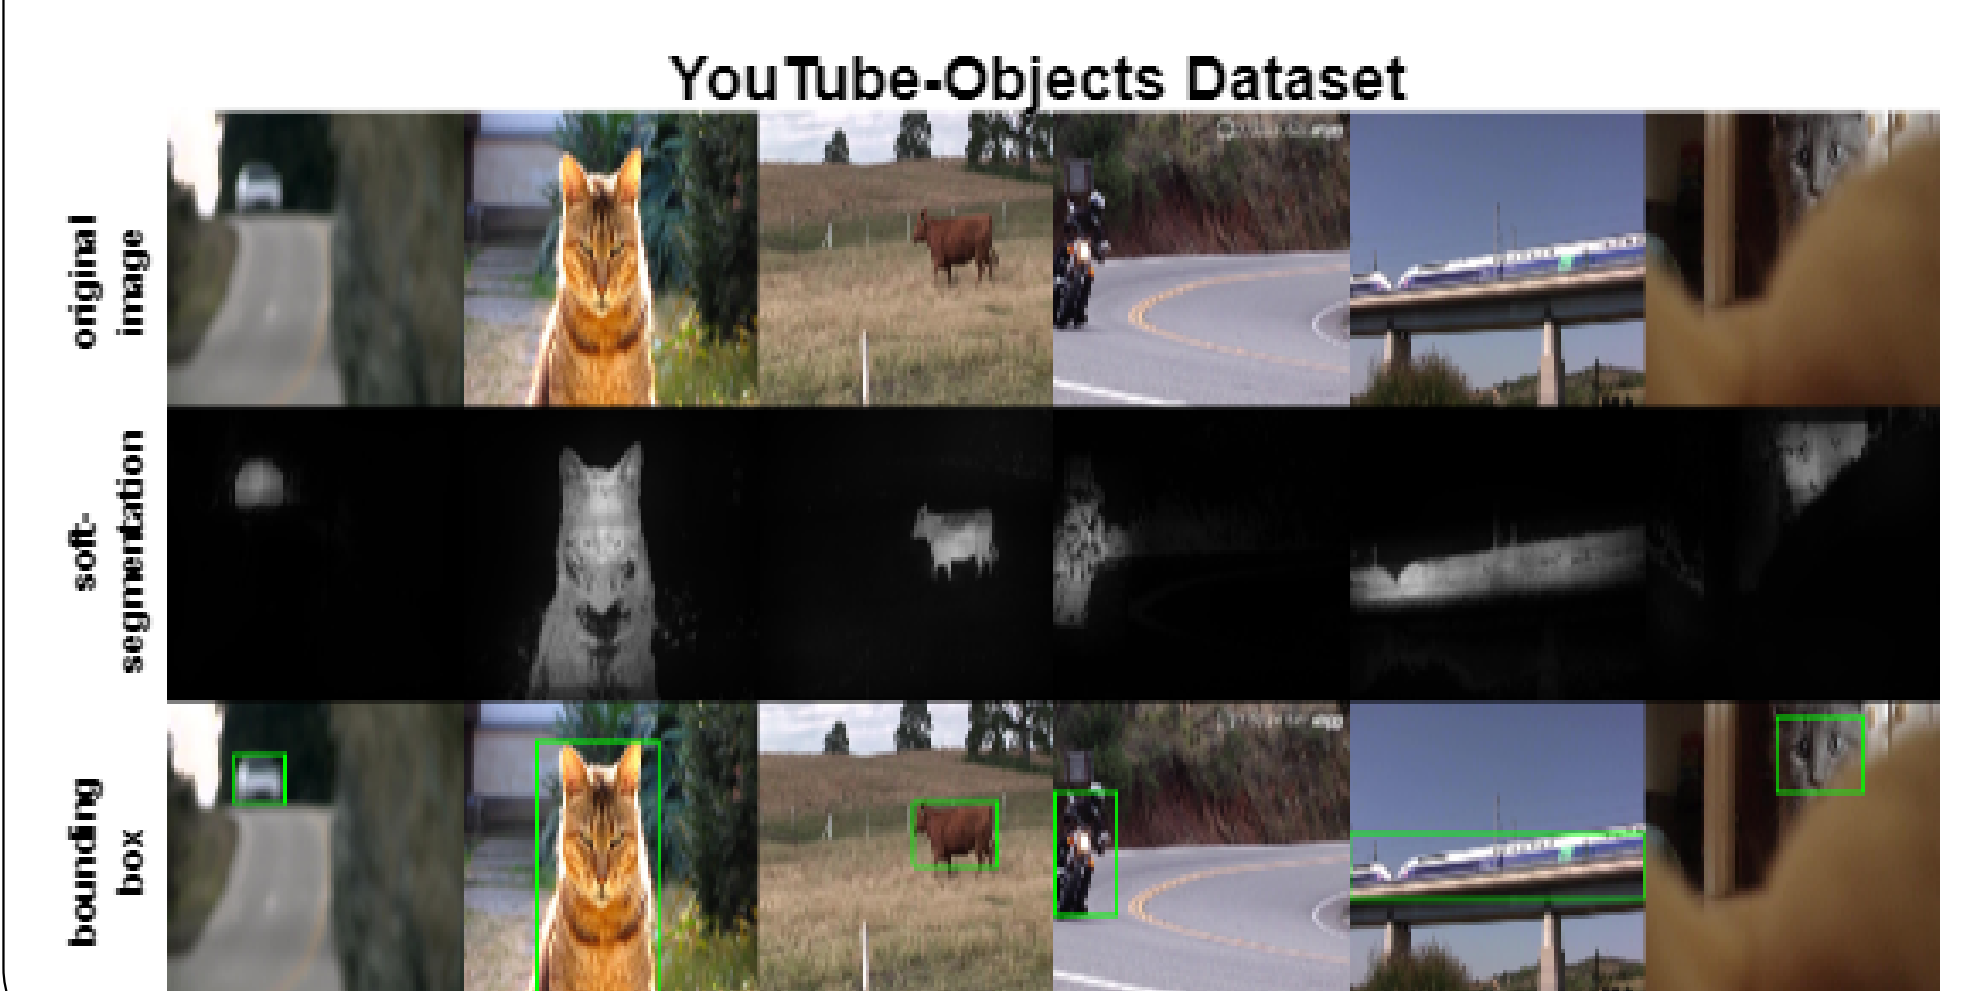 YouTube-Objects Dataset
original
image
soft-
segmentation
bounding
box